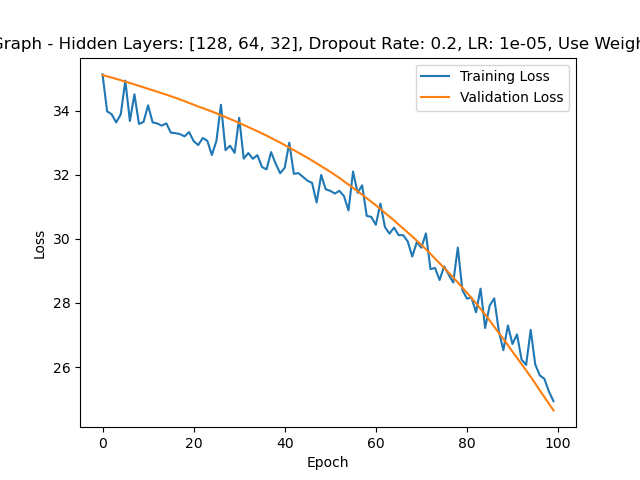 Graph - Hidden Layers: [128, 64, 32], Dropout Rate: 0.2, LR: 1e-05, Use
Training Loss
Validation Loss
34
32
30
28
26
Loss
0
20
40
60
80
100
Epoch